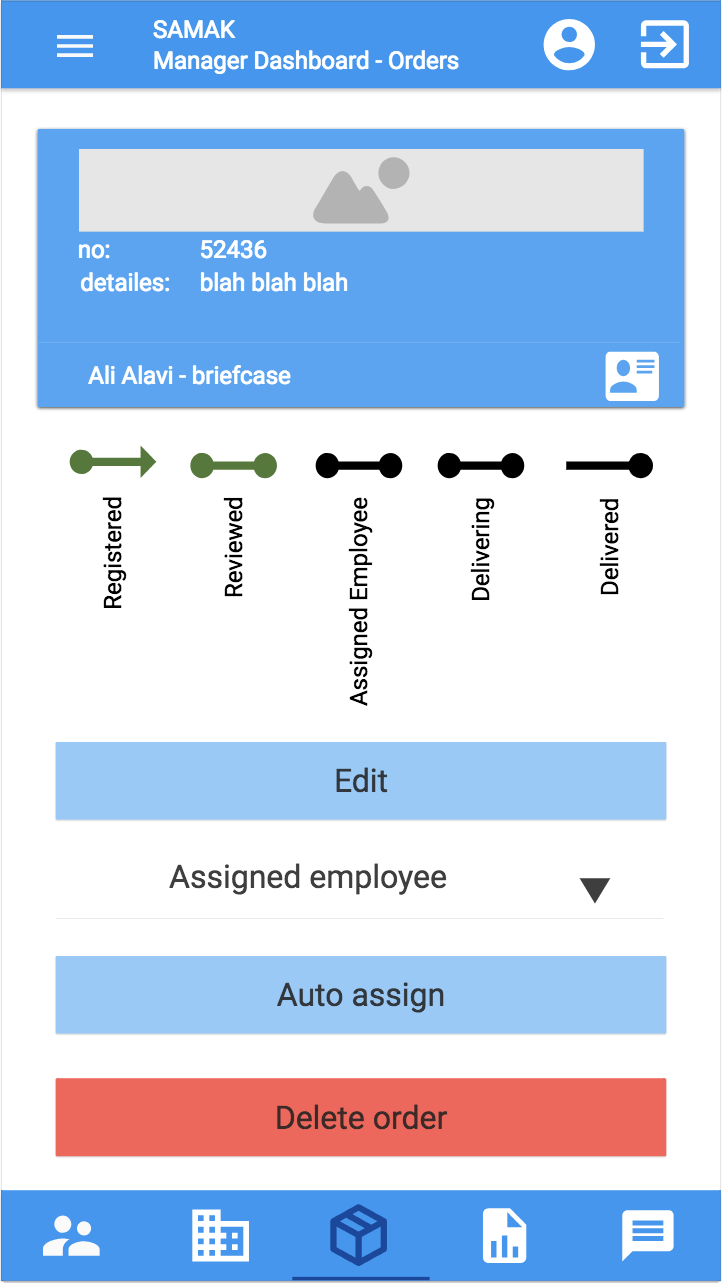 SAMAK
Manager Dashboard - Orders
no: 52436
detailes: blah blah blah
Ali Alavi - briefcase
Registered
Reviewed
Assigned Employee
Delivering
Delivered
Edit
Assigned employee
Auto assign
Delete order